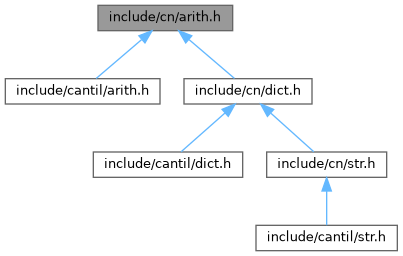 include/cn/arith.h
include/cantil/arith.h
include/cn/dict.h
include/cantil/dict.h
include/cn/str.h
include/cantil/str.h